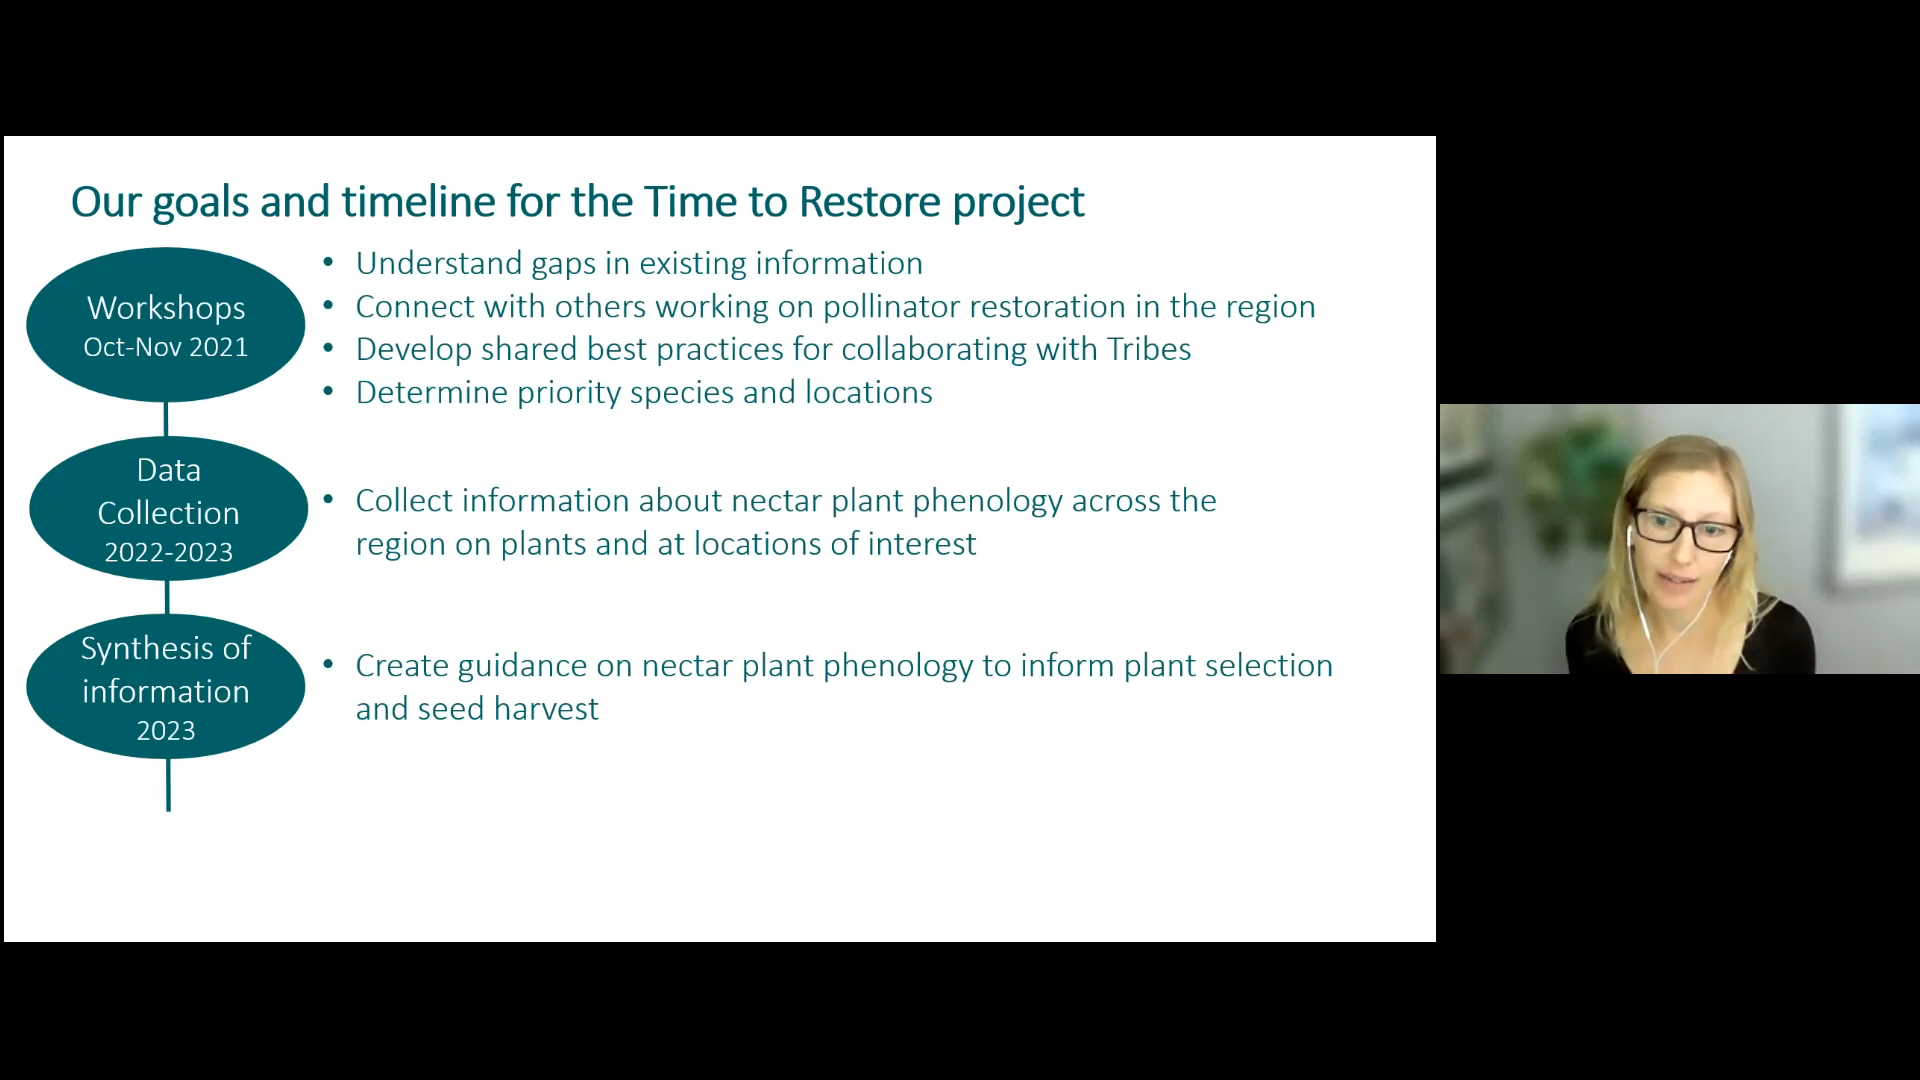 Our goals and timeline for the Time to Restore project
Workshops
Oct-Nov 2021
• Understand gaps in existing information
• Connect with others working on pollinator restoration in the region
• Develop shared best practices for collaborating with Tribes
• Determine priority species and locations
Data
Collection
2022-2023
• Collect information about nectar plant phenology across the
region on plants and at locations of interest
Synthesis of
information
2023
• Create guidance on nectar plant phenology to inform plant selection
and seed harvest